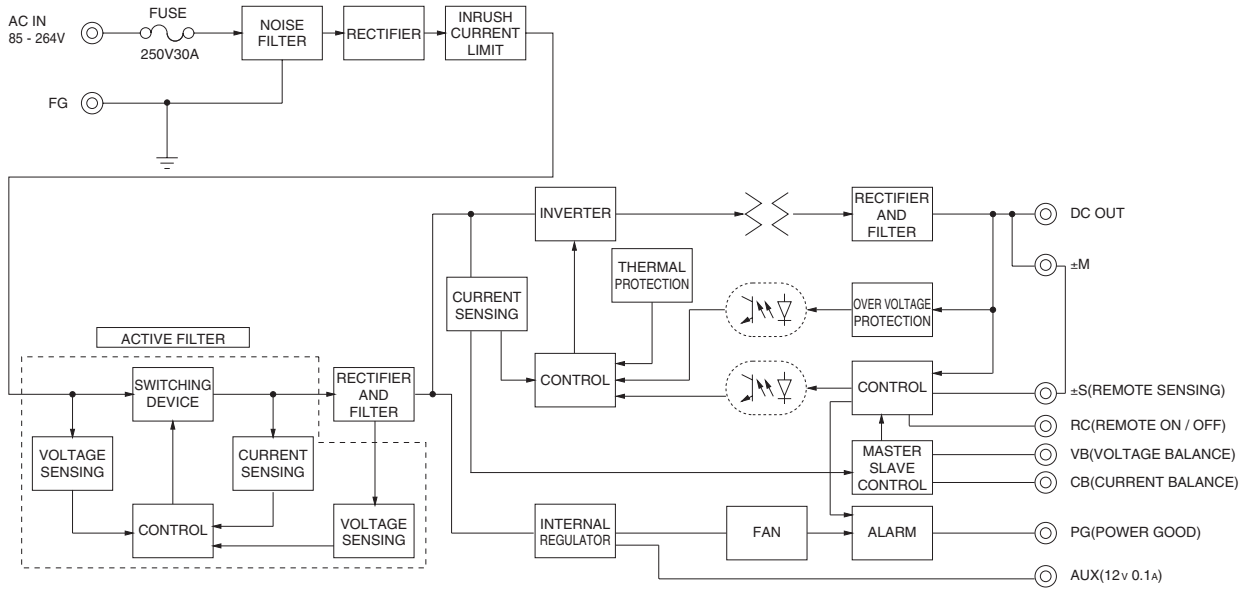 AC IN
85 - 264V
FUSE
250V30A
NOISE
FILTER
RECTIFIER
INRUSH
CURRENT
LIMIT
FG
INVERTER
RECTIFIER
AND
FILTER
DC OUT
±M
THERMAL
PROTECTION
CURRENT
SENSING
OVER VOLTAGE
PROTECTION
ACTIVE FILTER
SWITCHING
DEVICE
RECTIFIER
AND
FILTER
CONTROL
CONTROL
±S(REMOTE SENSING)
RC(REMOTE ON / OFF)
VOLTAGE
SENSING
CURRENT
SENSING
MASTER
SLAVE
CONTROL
VB(VOLTAGE BALANCE)
CB(CURRENT BALANCE)
CONTROL
VOLTAGE
SENSING
INTERNAL
REGULATOR
FAN
ALARM
PG(POWER GOOD)
AUX(12V 0.1A)